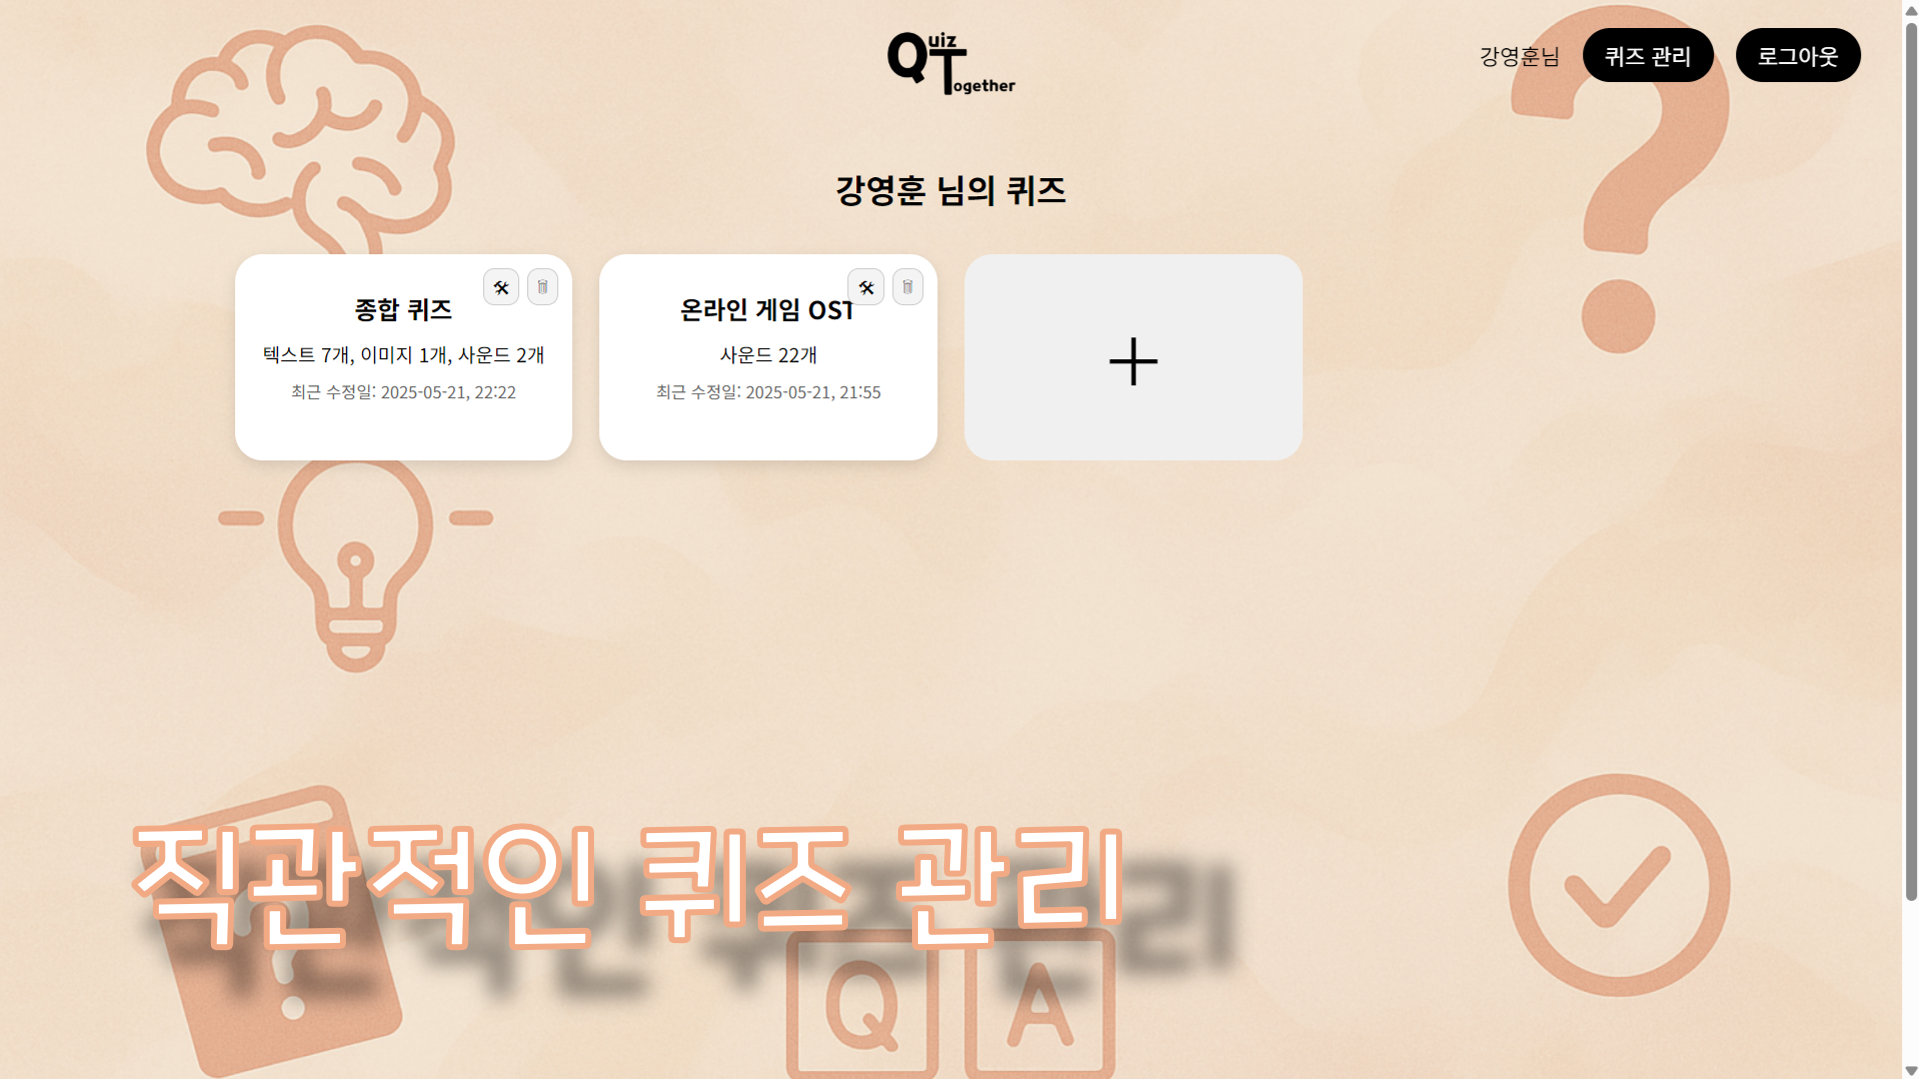 Quiz
Together
강영훈님
퀴즈 관리
로그아웃
강영훈 님의 퀴즈
종합 퀴즈
텍스트 7개, 이미지 1개, 사운드 2개
최근 수정일: 2025-05-21, 22:22
온라인 게임 OST
사운드 22개
최근 수정일: 2025-05-21, 21:55
직관적인 퀴즈 관리
?
Q A